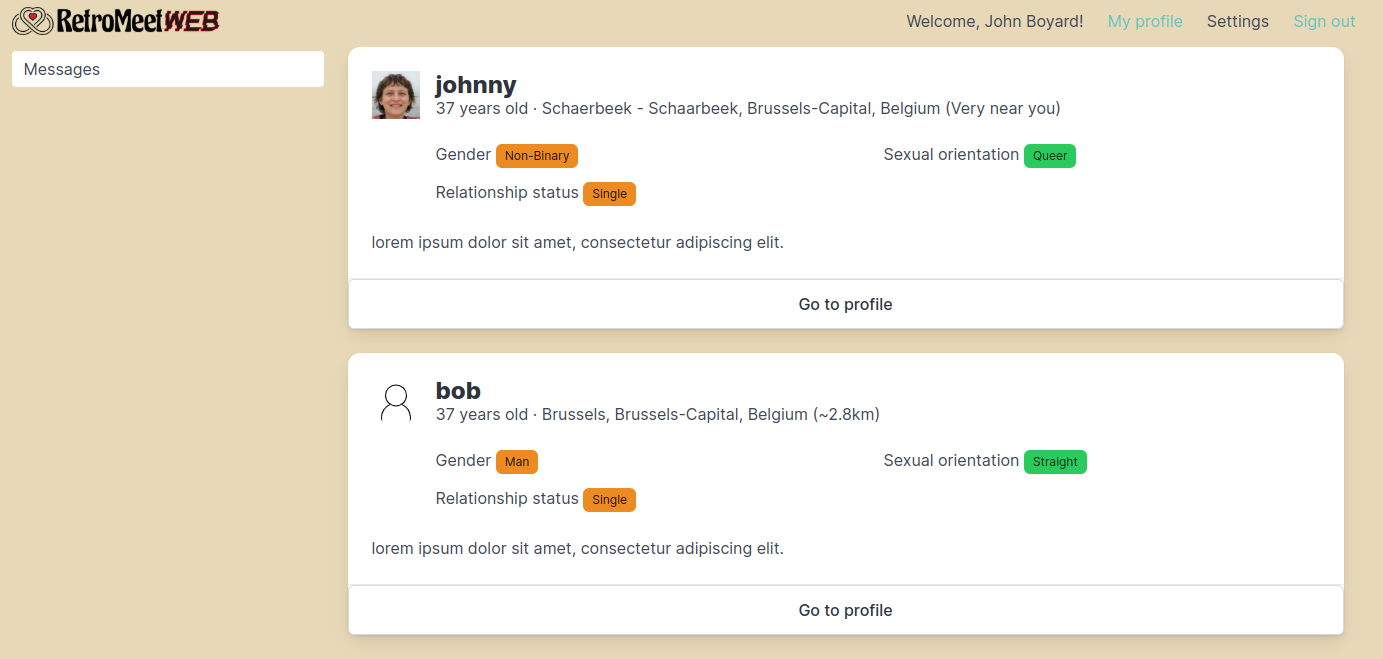 RetroMeetWEB
Welcome, John Boyard! My profile Settings Sign out
Messages
johnny
37 years old · Schaerbeek - Schaarbeek, Brussels-Capital, Belgium (Very near you)
Gender Non-Binary Sexual orientation Queer
Relationship status Single
lorem ipsum dolor sit amet, consectetur adipiscing elit.
Go to profile
bob
37 years old · Brussels, Brussels-Capital, Belgium (~2.8km)
Gender Man Sexual orientation Straight
Relationship status Single
lorem ipsum dolor sit amet, consectetur adipiscing elit.
Go to profile